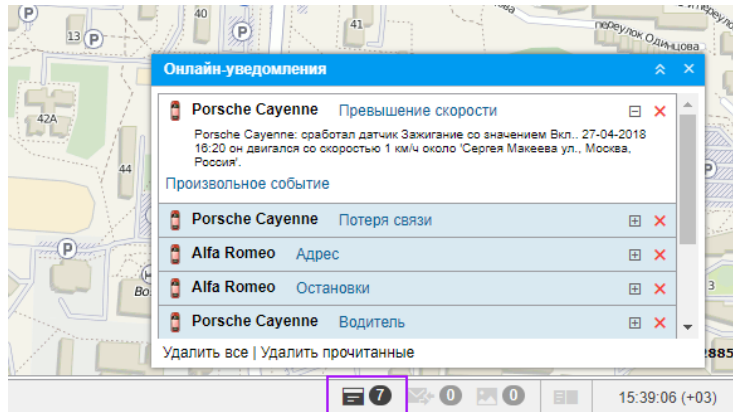 40
41
13
переулок Одинцова
42А
44
Онлайн-уведомления
Porsche Cayenne Превышение скорости
Porsche Cayenne: сработал датчик Зажигание со значением Вкл.. 27-04-2018
16:20 он двигался со скоростью 1 км/ч около 'Сергея Макеева ул., Москва,
Россия'.
Произвольное событие
Porsche Cayenne Потеря связи
Alfa Romeo Адрес
Alfa Romeo Остановки
Porsche Cayenne Водитель
Удалить все | Удалить прочитанные
3
2885
7 0 0 15:39:06 (+03)